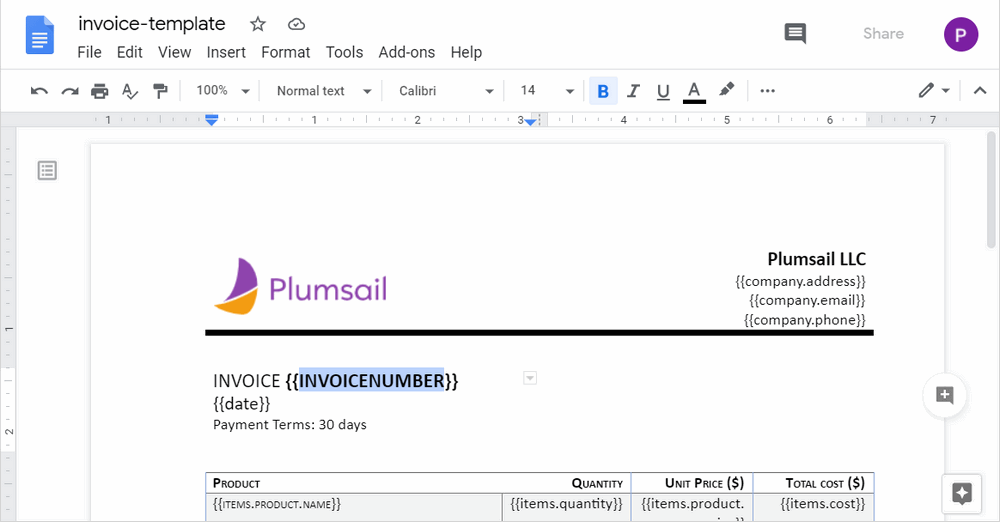 invoice-template
File Edit View Insert Format Tools Add-ons Help
Share
P
100% Normal text Calibri 14 B I U A
1 1 2 3 4 5 6 7
Plumsail
Plumsail LLC
{{company.address}}
{{company.email}}
{{company.phone}}
1
INVOICE {{INVOICENUMBER}}
{{date}}
Payment Terms: 30 days
2
PRODUCT QUANTITY UNIT PRICE ($) TOTAL COST ($)
{{ITEMS.PRODUCT.NAME}} {{items.quantity}} {{items.product. {{items.cost}}